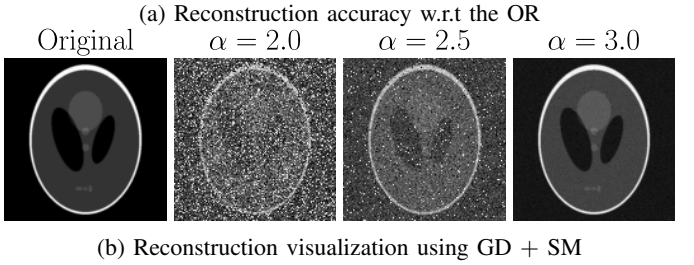 (a) Reconstruction accuracy w.r.t the OR
Original α = 2.0 α = 2.5 α = 3.0
(b) Reconstruction visualization using GD + SM